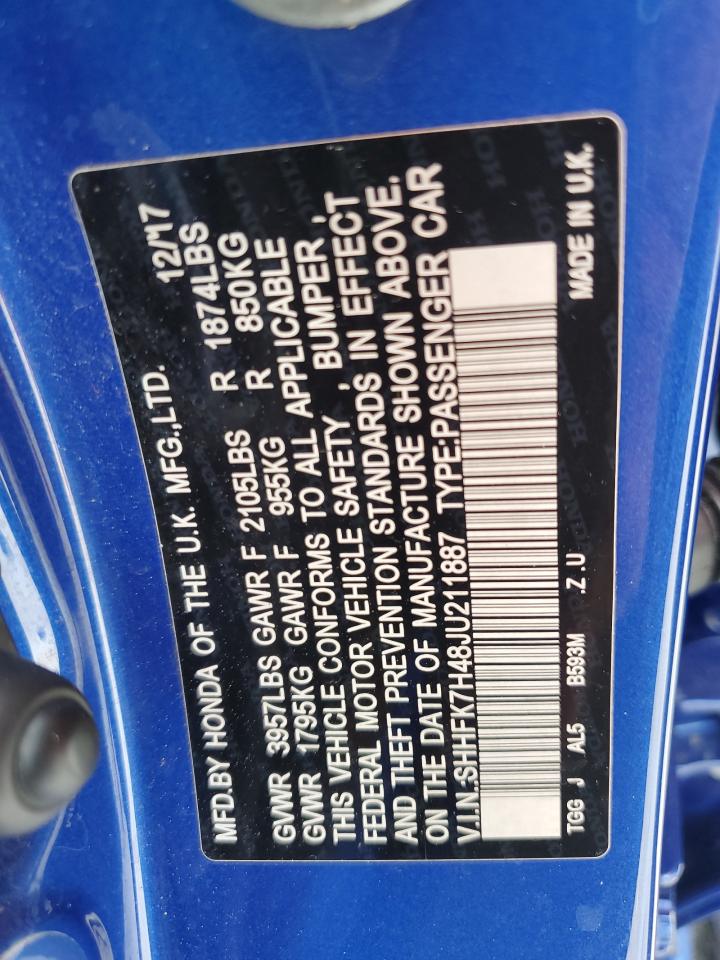 MFD.BY HONDA OF THE U.K. MFG.,LTD. 12/17
GVWR 3957LBS GAWR F 2105LBS R 1874LBS
GVWR 1795KG GAWR F 955KG R 850KG
THIS VEHICLE CONFORMS TO ALL APPLICABLE
FEDERAL MOTOR VEHICLE SAFETY , BUMPER ,
AND THEFT PREVENTION STANDARDS IN EFFECT
ON THE DATE OF MANUFACTURE SHOWN ABOVE.
V.I.N:SHHFK7H48JU211887 TYPE:PASSENGER CAR
TGG J AL5 B593M .Z.U MADE IN U.K.